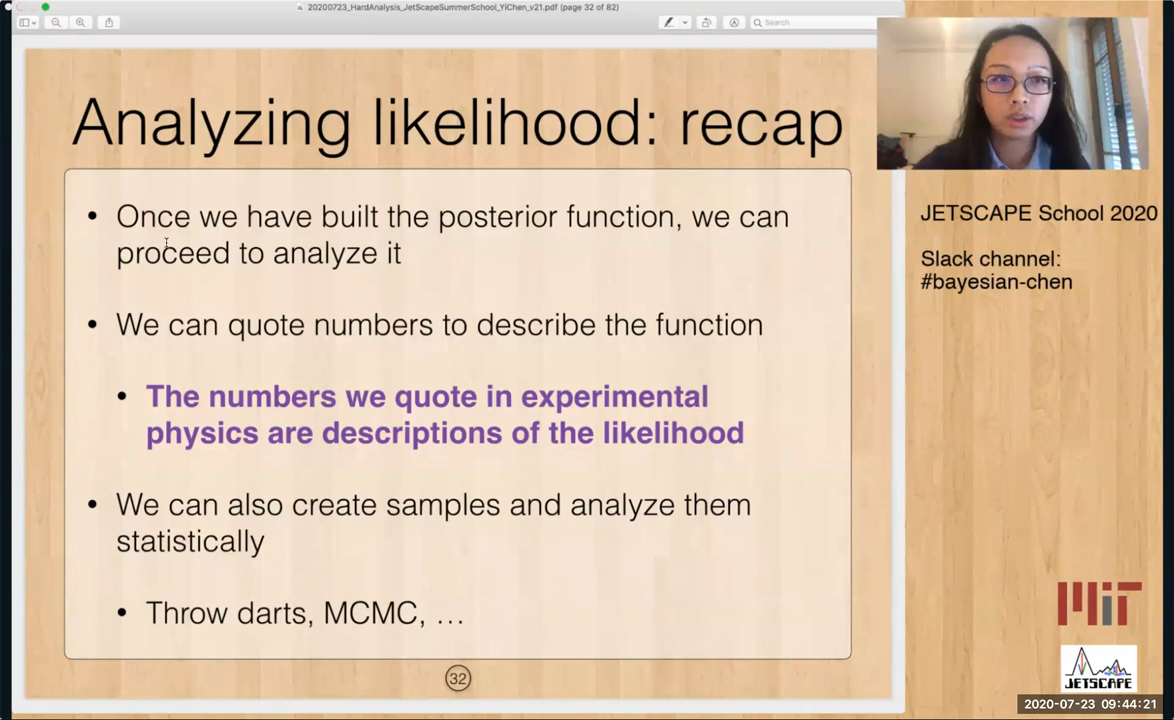 20200723_HardAnalysis_JetScapeSummerSchool_YiChen_v21.pdf (page 32 of 82)
Search
Analyzing likelihood: recap
• Once we have built the posterior function, we can
proceed to analyze it
• We can quote numbers to describe the function
• The numbers we quote in experimental
physics are descriptions of the likelihood
• We can also create samples and analyze them
statistically
• Throw darts, MCMC, …
32
JETSCAPE School 2020
Slack channel:
#bayesian-chen
MIT
JETSCAPE
2020-07-23 09:44:21